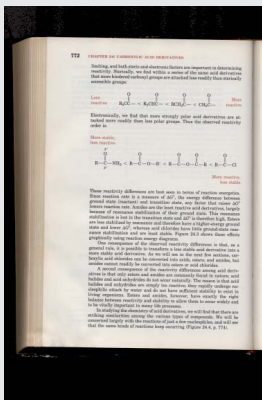 772 CHAPTER 24: CARBOXYLIC ACID DERIVATIVES
limiting, and both steric and electronic factors are important in determining
reactivity. Sterically, we find within a series of the same acid derivatives
that more hindered carbonyl groups are attacked less readily than sterically
accessible groups:
Less
reactive
O O O O
R₃CC— < R₂CHC— < RCH₂C— < CH₃C—
More
reactive
Electronically, we find that more strongly polar acid derivatives are at-
tacked more readily than less polar groups. Thus the observed reactivity
order is:
More stable,
less reactive
R—C—NH₂ < R—C—O—R' < R—C—O—C—R < R—C—Cl
More reactive,
less stable
These reactivity differences are best seen in terms of reaction energetics.
Since reaction rate is a measure of ΔG‡, the energy difference between
ground state (reactant) and transition state, any factor that raises ΔG‡
lowers reaction rate. Amides are the least reactive acid derivatives, largely
because of resonance stabilization of their ground state. This resonance
stabilization is lost in the transition state and ΔG‡ is therefore high. Esters
are less stabilized by resonance and therefore have a higher-energy ground
state and lower ΔG‡, whereas acid chlorides have little ground-state reso-
nance stabilization and are least stable. Figure 24.3 shows these effects
graphically using reaction energy diagrams.
One consequence of the observed reactivity differences is that, as a
general rule, it is possible to transform a less stable acid derivative into a
more stable acid derivative. As we will see in the next few sections, car-
boxylic acid chlorides can be converted into acids, esters, and amides, but
amides cannot readily be converted into esters or acid chlorides.
A second consequence of the reactivity differences among acid deriv-
atives is that only esters and amides are commonly found in nature; acid
halides and acid anhydrides do not occur naturally. The reason is that acid
halides and anhydrides are simply too reactive; they rapidly undergo nu-
cleophilic attack by water and do not have sufficient stability to exist in
living organisms. Esters and amides, however, have exactly the right
balance between reactivity and stability to allow them to occur widely and
to be vitally important in many life processes.
In studying the chemistry of acid derivatives, we will find that there are
striking similarities among the various types of compounds. We will be
concerned largely with the reactions of just a few nucleophiles, and will see
that the same kinds of reactions keep occurring (Figure 24.4, p. 774).